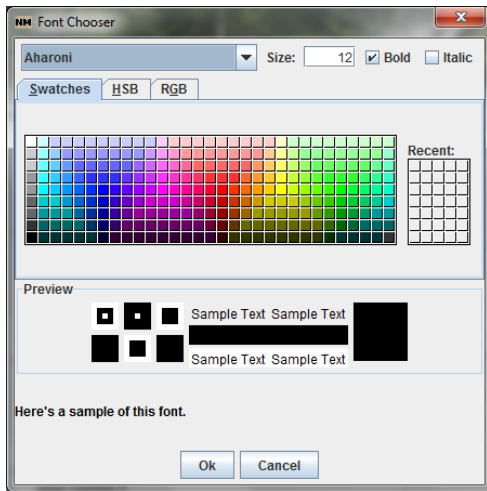 NM Font Chooser
Aharoni Size: 12 Bold Italic
Swatches HSB RGB
Recent:
Preview
Sample Text Sample Text
Sample Text Sample Text
Here's a sample of this font.
Ok Cancel